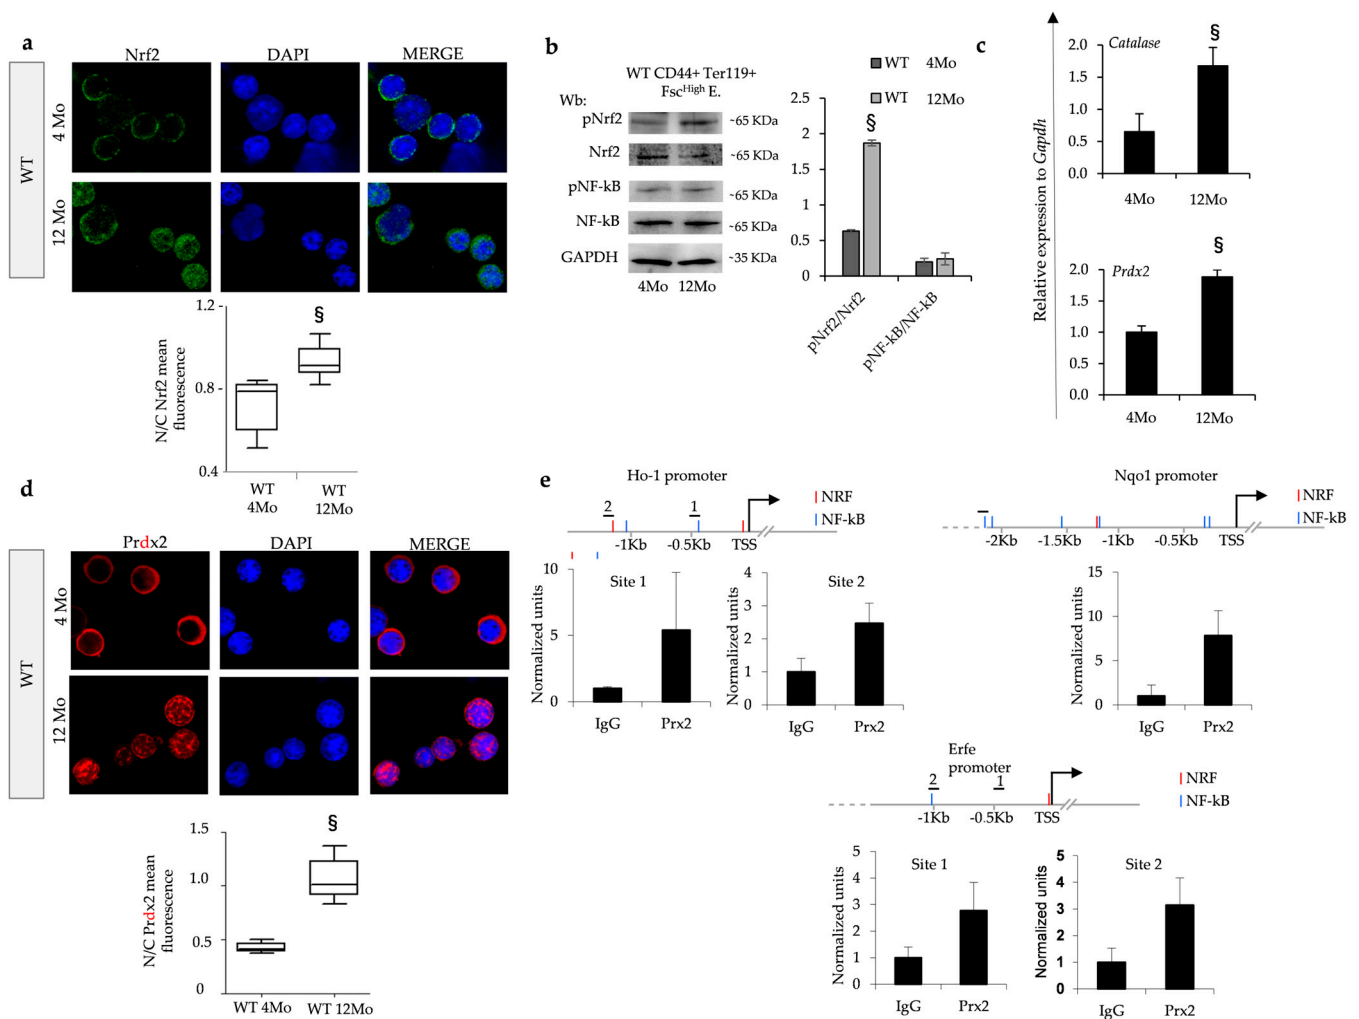 a
Nrf2 DAPI MERGE
WT
4 Mo
12 Mo
1.2
0.8
0.4
§
N/C Nrf2 mean
fluorescence
WT
4Mo
WT
12Mo
b
WT CD44+ Ter119+
FscHigh E.
Wb:
pNrf2 ~65 KDa
Nrf2 ~65 KDa
pNF-kB ~65 KDa
NF-kB ~65 KDa
GAPDH ~35 KDa
4Mo 12Mo
WT 4Mo
WT 12Mo
2.5
2
1.5
1
0.5
0
§
pNrf2/Nrf2
pNF-kB/NF-kB
c
Relative expression to Gapdh
Catalase
§
2.0
1.5
1.0
0.5
0.0
4Mo 12Mo
Prdx2
§
2.0
1.5
1.0
0.5
0.0
4Mo 12Mo
d
Prdx2 DAPI MERGE
WT
4 Mo
12 Mo
1.5
1.0
0.5
0
§
N/C Prdx2 mean
fluorescence
WT 4Mo WT 12Mo
e
Ho-1 promoter
2 1
NRF
NF-kB
-1Kb -0.5Kb TSS
Site 1
Normalized units
10
5
0
IgG Prx2
Site 2
Normalized units
4
3
2
1
0
IgG Prx2
Nqo1 promoter
NRF
NF-kB
-2Kb -1.5Kb -1Kb -0.5Kb TSS
Normalized units
15
10
5
0
IgG Prx2
Erfe
promoter
2 1
NRF
NF-kB
-1Kb -0.5Kb TSS
Site 1
Normalized units
5
4
3
2
1
0
IgG Prx2
Site 2
Normalized units
5
4
3
2
1
0
IgG Prx2